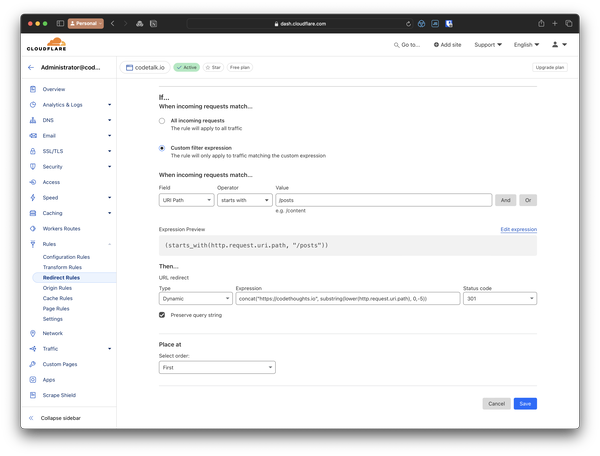 Personal
dash.cloudflare.com
CLOUDFLARE
Go to...
Add site
Support
English
Administrator@cod...
codetalk.io
Active
Star
Free plan
Upgrade plan
Overview
Analytics & Logs
DNS
Email
SSL/TLS
Security
Access
Speed
Caching
Workers Routes
Rules
Configuration Rules
Transform Rules
Redirect Rules
Origin Rules
Cache Rules
Page Rules
Settings
Network
Traffic
Custom Pages
Apps
Scrape Shield
Collapse sidebar
If...
When incoming requests match...
All incoming requests
The rule will apply to all traffic
Custom filter expression
The rule will only apply to traffic matching the custom expression
When incoming requests match...
Field Operator Value
URI Path starts with /posts And Or
e.g. /content
Expression Preview Edit expression
(starts_with(http.request.uri.path, "/posts"))
Then...
URL redirect
Type Expression Status code
Dynamic concat("https://codethoughts.io", substring(lower(http.request.uri.path), 0,-5)) 301
Preserve query string
Place at
Select order:
First
Cancel Save